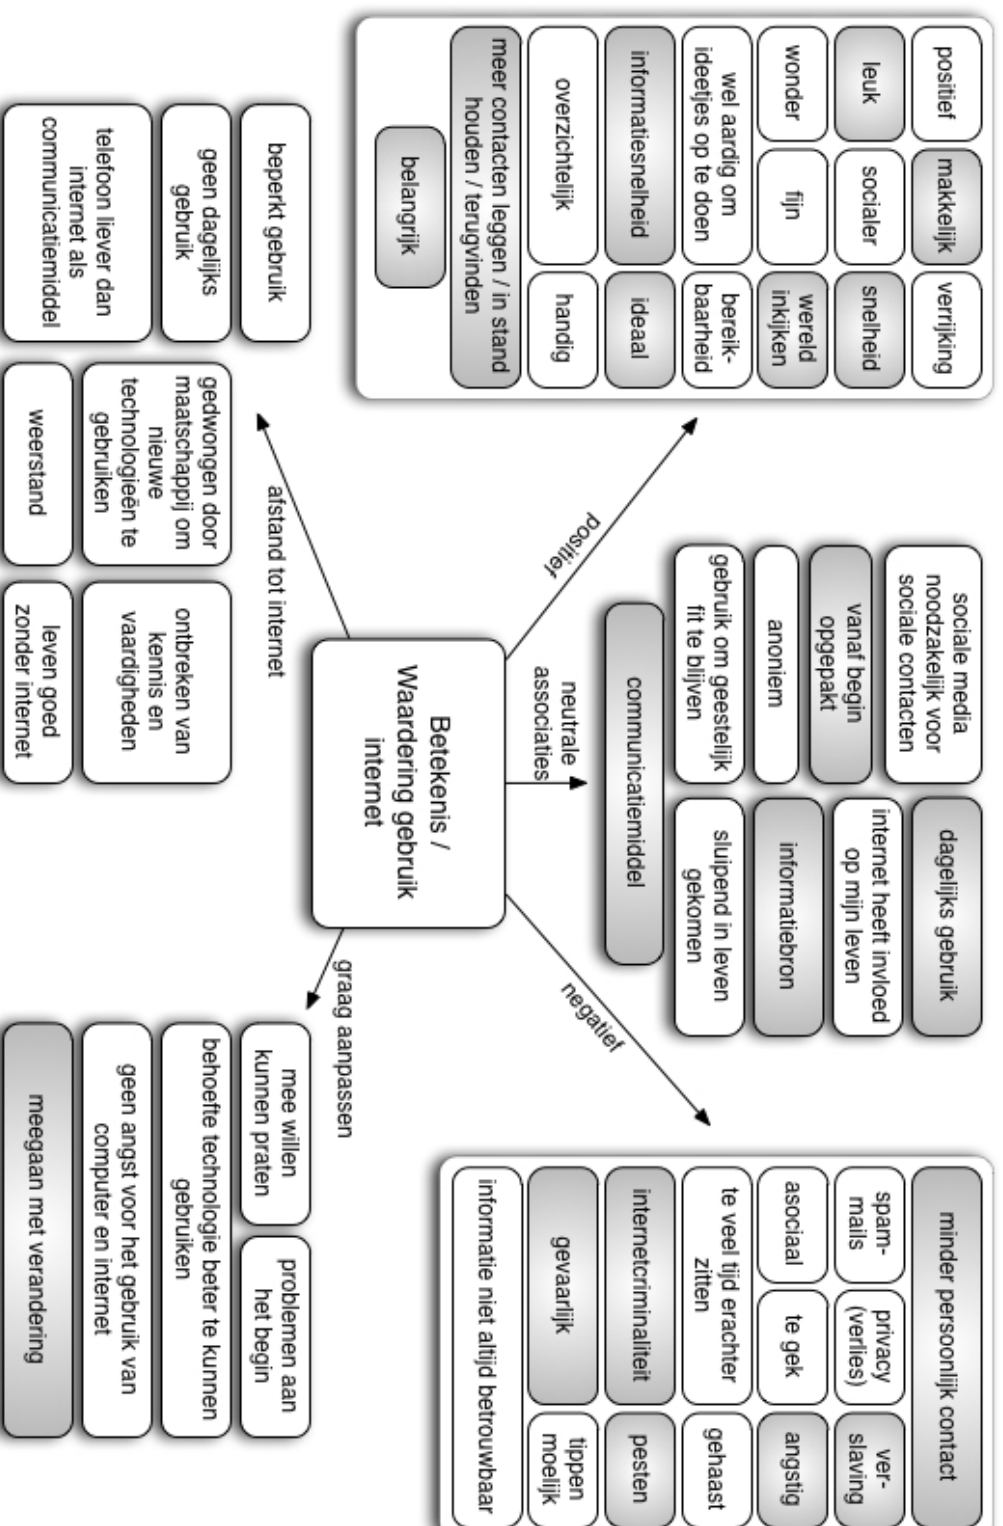 positief
makkelijk
verrijking
leuk
socialer
snelheid
wonder
fijn
wereld
inkijken
wel aardig om
ideetjes op te doen
bereik-
baarheid
informatiesnelheid
ideaal
overzichtelijk
handig
meer contacten leggen / in stand
houden / terugvinden
belangrijk
positief
sociale media
noodzakelijk voor
sociale contacten
dagelijks gebruik
vanaf begin
opgepakt
internet heeft invloed
op mijn leven
anoniem
informatiebron
gebruik om geestelijk
fit te blijven
sluipend in leven
gekomen
communicatiemiddel
neutrale
associaties
minder persoonlijk contact
spam-
mails
privacy
(verlies)
ver-
slaving
asociaal
te gek
angstig
te veel tijd erachter
zitten
gehaast
internetcriminaliteit
pesten
gevaarlijk
tippen
moelijk
informatie niet altijd betrouwbaar
negatief
Betekenis /
Waardering gebruik
internet
afstand tot internet
beperkt gebruik
geen dagelijks
gebruik
telefoon liever dan
internet als
communicatiemiddel
gedwongen door
maatschappij om
nieuwe
technologieën te
gebruiken
weerstand
ontbreken van
kennis en
vaardigheden
leven goed
zonder internet
graag aanpassen
mee willen
kunnen praten
problemen aan
het begin
behoefte technologie beter te kunnen
gebruiken
geen angst voor het gebruik van
computer en internet
meegaan met verandering